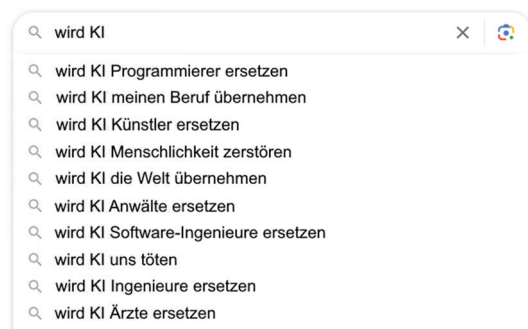 wird KI
wird KI Programmierer ersetzen
wird KI meinen Beruf übernehmen
wird KI Künstler ersetzen
wird KI Menschlichkeit zerstören
wird KI die Welt übernehmen
wird KI Anwälte ersetzen
wird KI Software-Ingenieure ersetzen
wird KI uns töten
wird KI Ingenieure ersetzen
wird KI Ärzte ersetzen